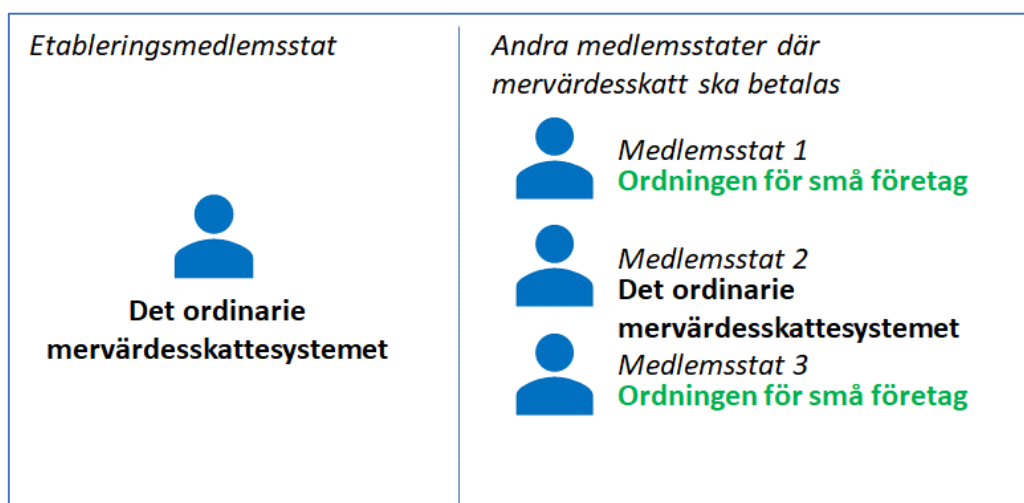 Etableringsmedlemsstat
Det ordinarie
mervärdesskattesystemet
Andra medlemsstater där
mervärdesskatt ska betalas
Medlemsstat 1
Ordningen för små företag
Medlemsstat 2
Det ordinarie
mervärdesskattesystemet
Medlemsstat 3
Ordningen för små företag